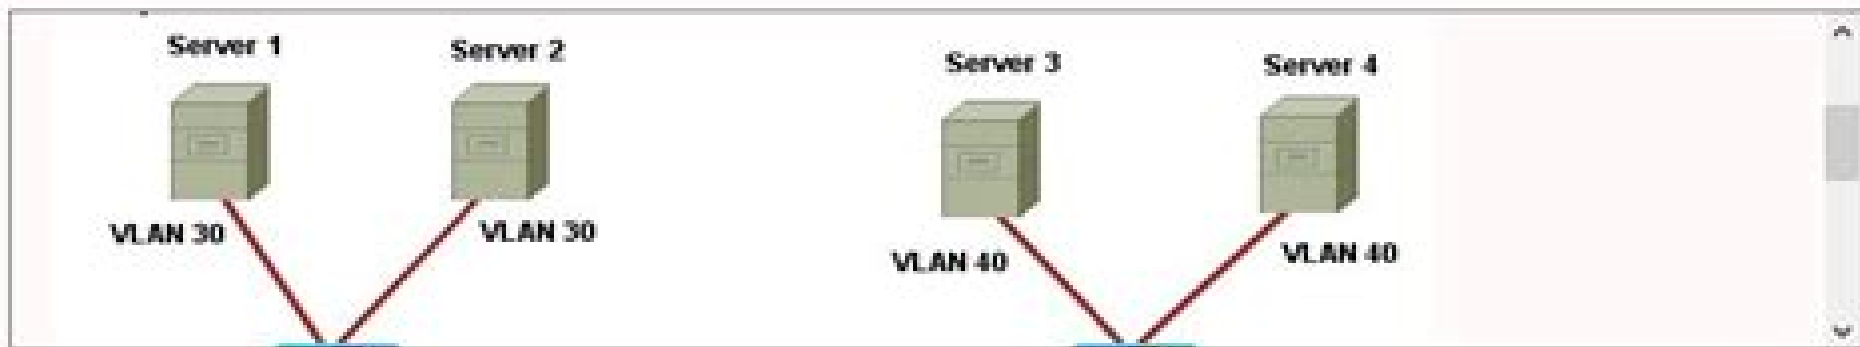 Server 1
Server 2
Server 3
Server 4
VLAN 30
VLAN 30
VLAN 40
VLAN 40